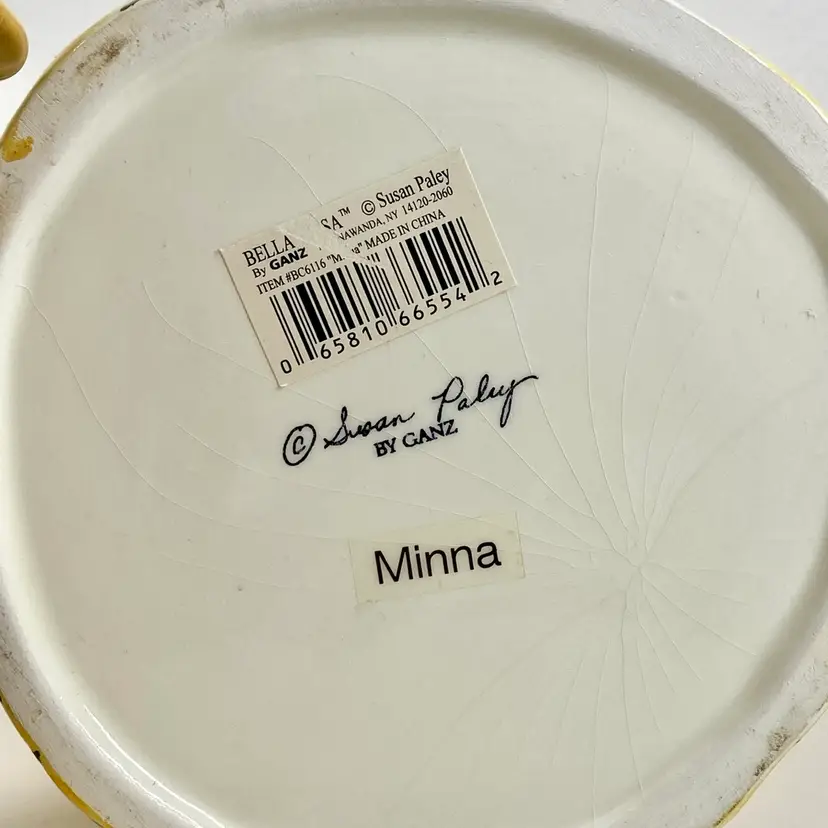 BELLA SA™ © Susan Paley
By GANZ NAWANDA, NY 14120-2060
ITEM #BC6116 "M a" MADE IN CHINA
0 65810 66554 2
© Susan Paley
BY GANZ
Minna